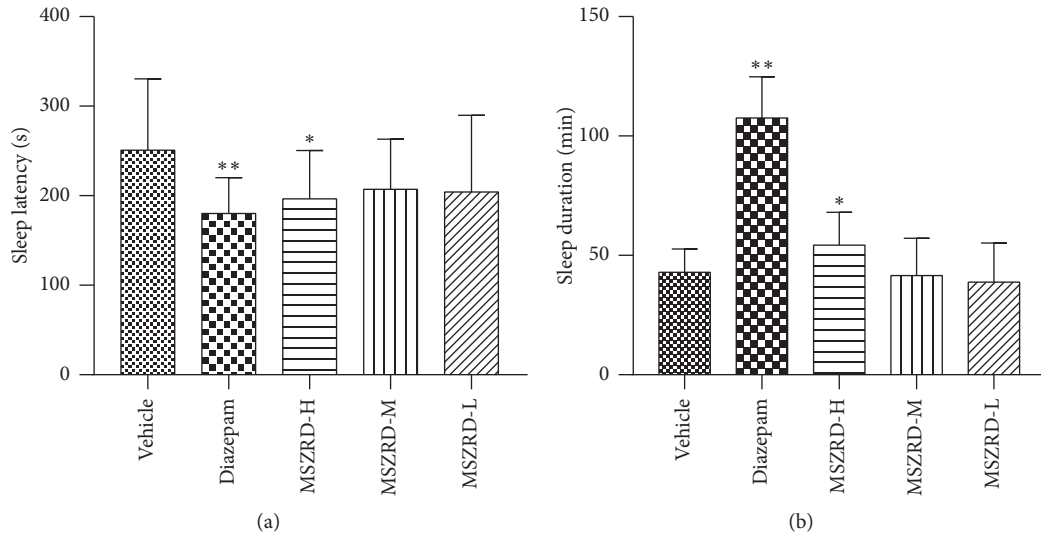 400
300
200
100
0
Sleep latency (s)
**
*
Vehicle
Diazepam
MSZRD-H
MSZRD-M
MSZRD-L
(a)
150
100
50
0
Sleep duration (min)
**
*
Vehicle
Diazepam
MSZRD-H
MSZRD-M
MSZRD-L
(b)